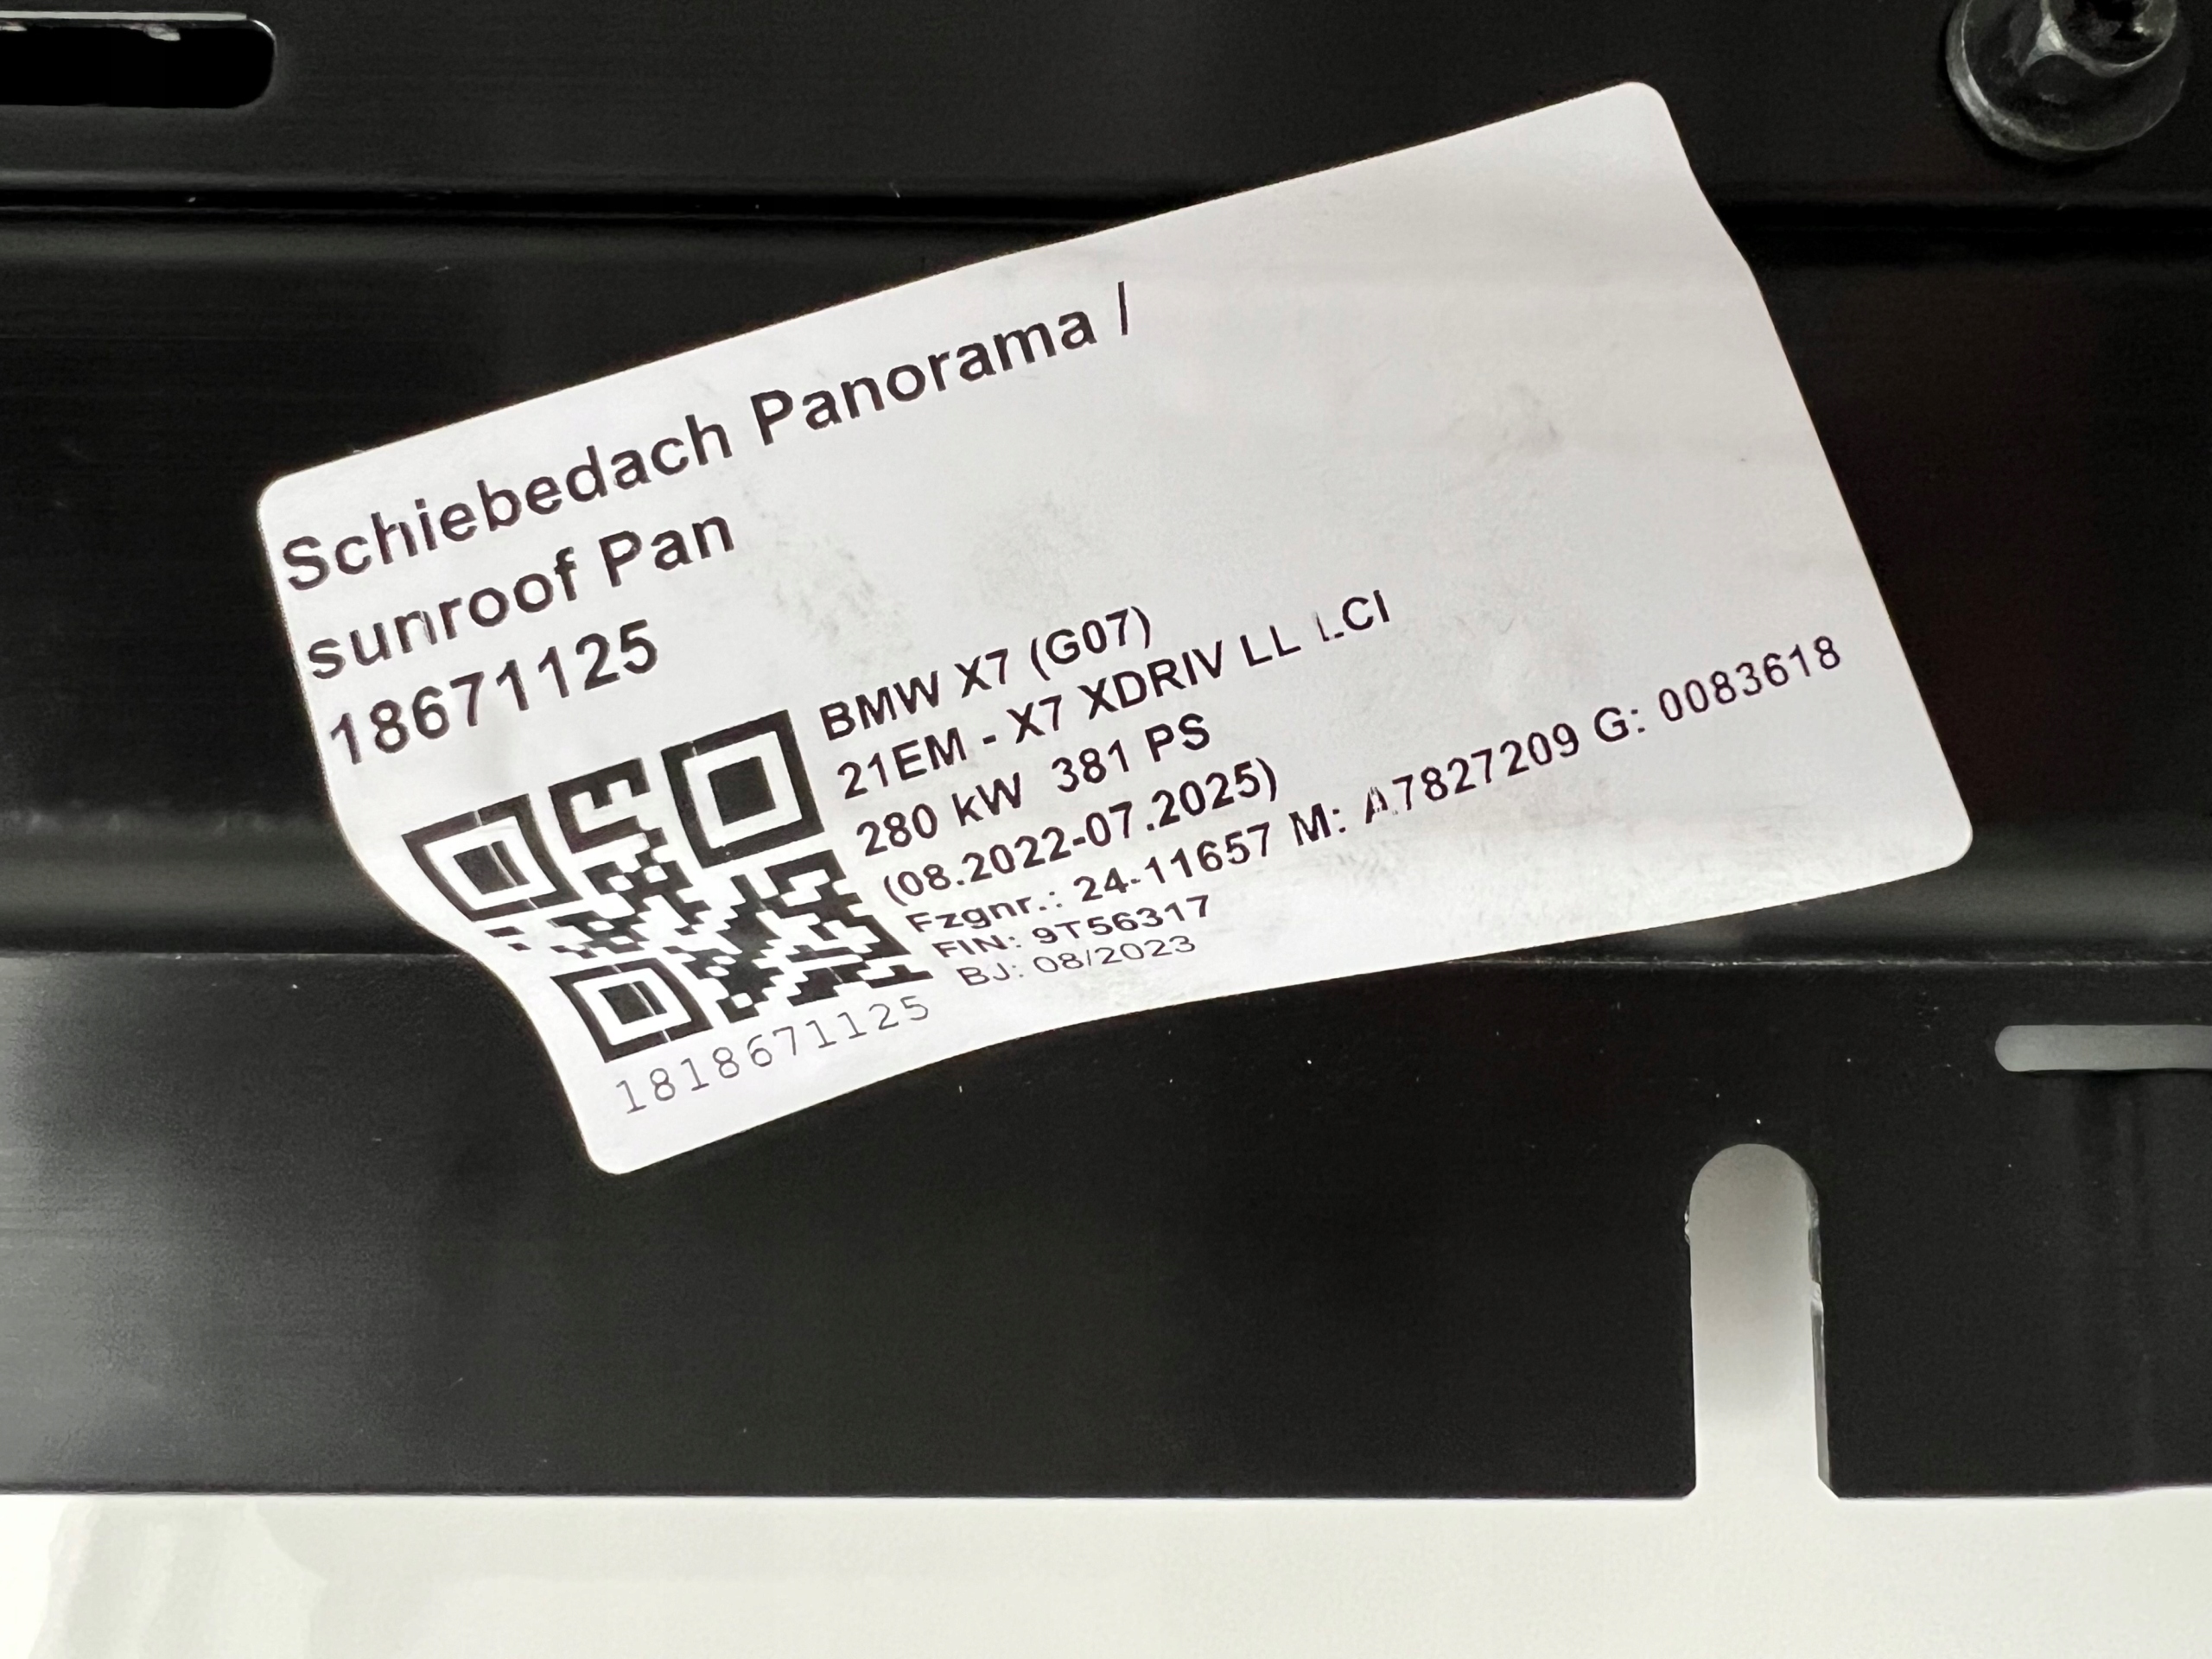 Schiebedach Panorama /
sunroof Pan
18671125
BMW X7 (G07)
21EM - X7 XDRIV LL LCI
280 kW 381 PS
(08.2022-07.2025)
Fzgnr.: 24-11657 M: A7827209 G: 0083618
FIN: 9T56317
BJ: 08/2023
1818671125